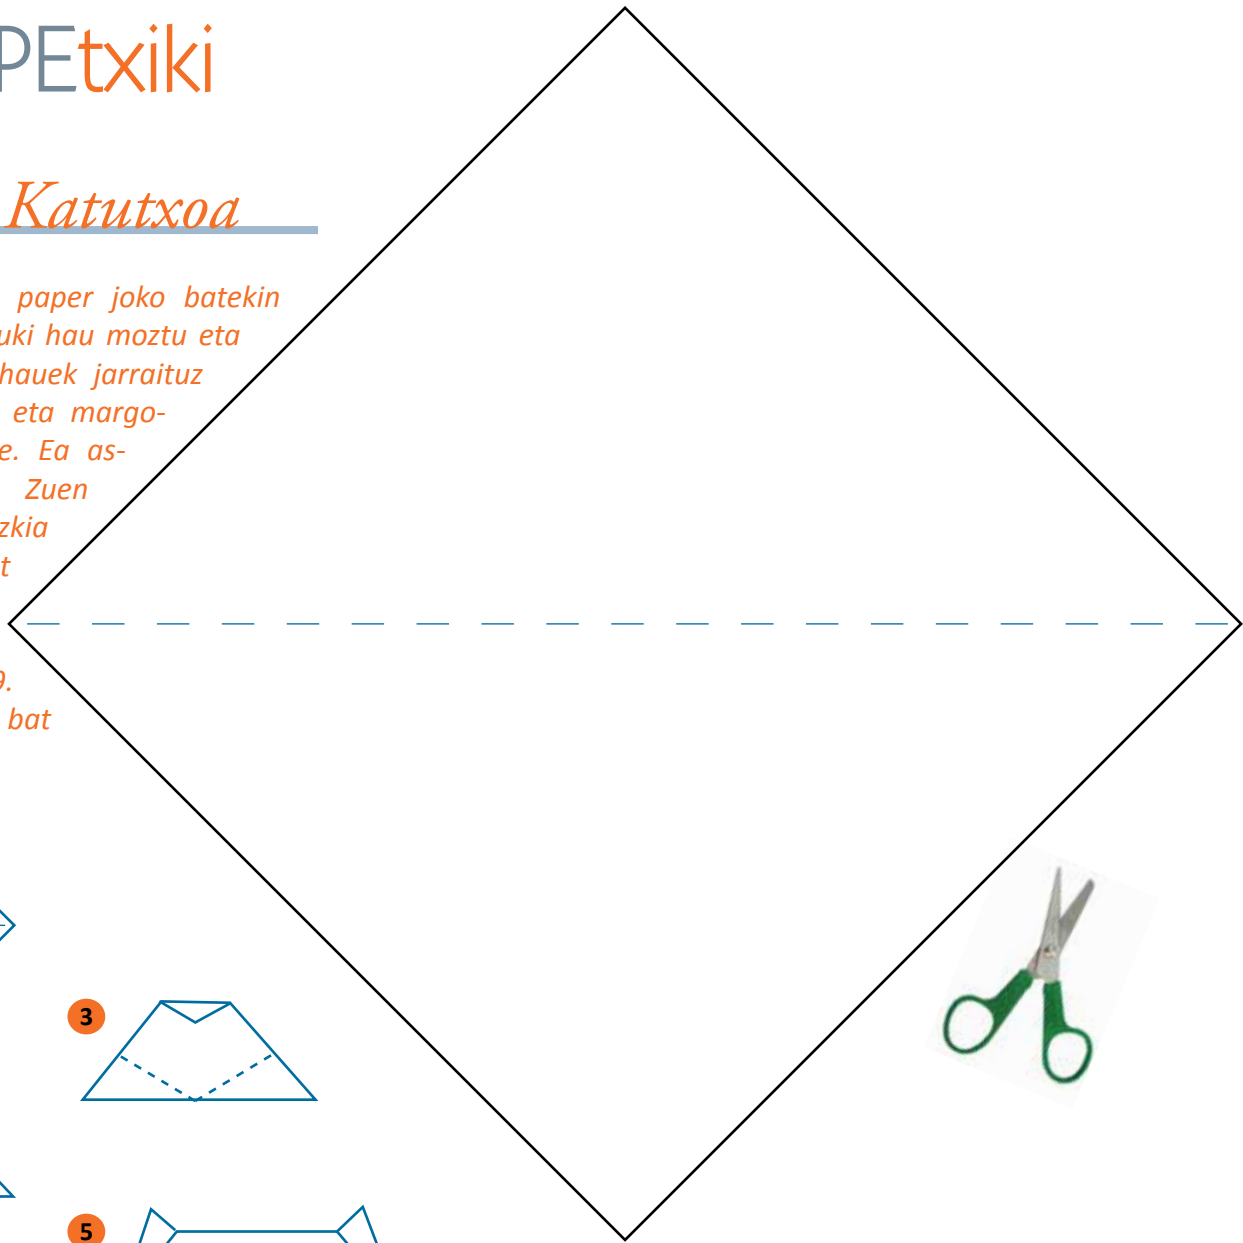 PEtxiki
Katutxoa
paper joko batekin
uki hau moztu eta
hauek jarraituz
eta margo-
e. Ea as-
Zuen
zkia
t
9.
bat
3
5